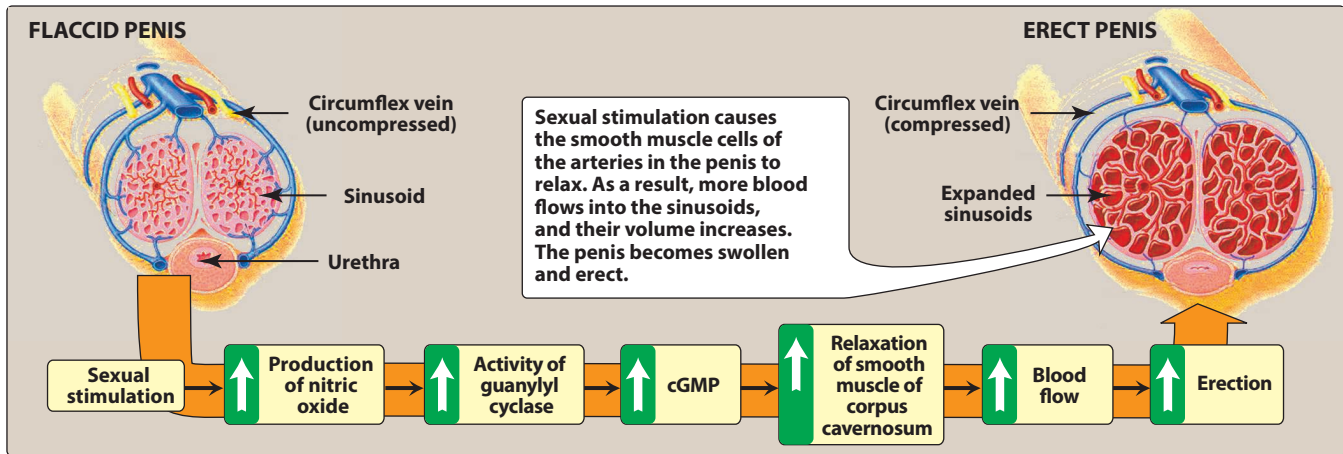 FLACCID PENIS
Circumflex vein
(uncompressed)
Sinusoid
Urethra
Sexual stimulation causes
the smooth muscle cells of
the arteries in the penis to
relax. As a result, more blood
flows into the sinusoids,
and their volume increases.
The penis becomes swollen
and erect.
ERECT PENIS
Circumflex vein
(compressed)
Expanded
sinusoids
Sexual
stimulation
Production
of nitric
oxide
Activity of
guanylyl
cyclase
cGMP
Relaxation
of smooth
muscle of
corpus
cavernosum
Blood
flow
Erection